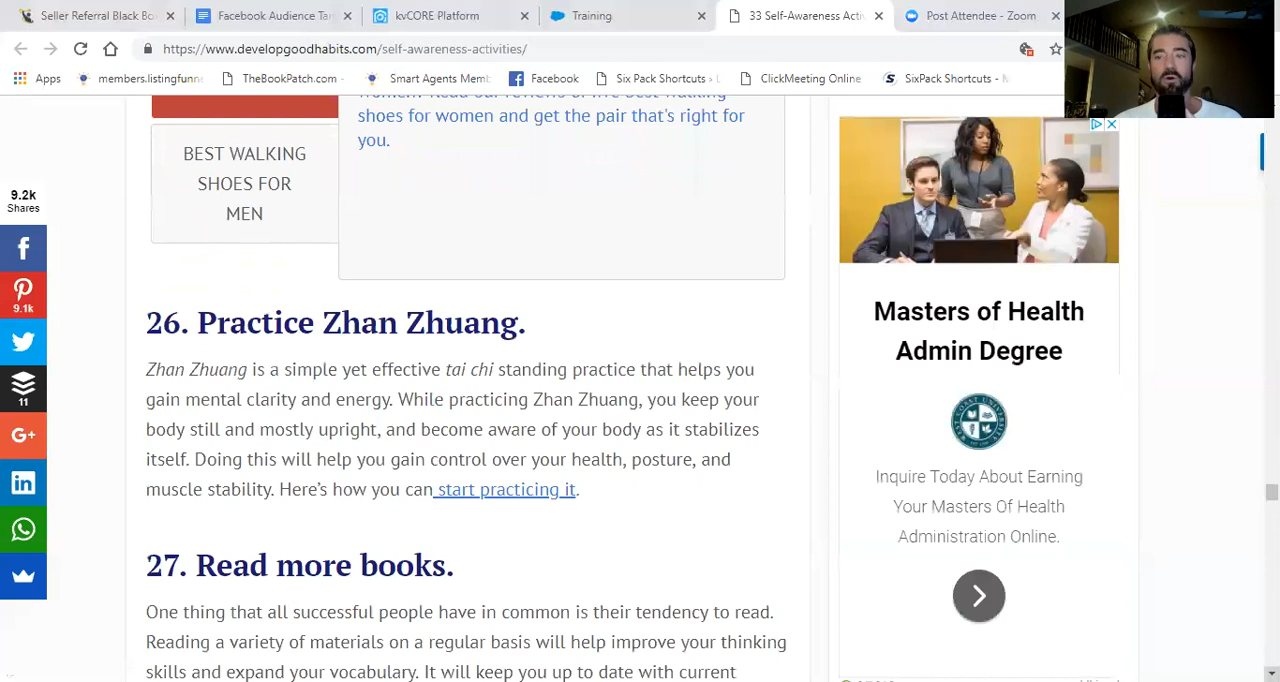 Seller Referral Black Bo
Facebook Audience Tar
kvCORE Platform
Training
33 Self-Awareness Activ
Post Attendee - Zoom
https://www.developgoodhabits.com/self-awareness-activities/
Apps
members.listingfunne
TheBookPatch.com -
Smart Agents Memb
Facebook
Six Pack Shortcuts ›
ClickMeeting Online
SixPack Shortcuts -
shoes for women and get the pair that's right for
you.
BEST WALKING
SHOES FOR
MEN
9.2k
Shares
9.1k
11
G+
in
26. Practice Zhan Zhuang.
Zhan Zhuang is a simple yet effective tai chi standing practice that helps you
gain mental clarity and energy. While practicing Zhan Zhuang, you keep your
body still and mostly upright, and become aware of your body as it stabilizes
itself. Doing this will help you gain control over your health, posture, and
muscle stability. Here's how you can start practicing it.
27. Read more books.
One thing that all successful people have in common is their tendency to read.
Reading a variety of materials on a regular basis will help improve your thinking
skills and expand your vocabulary. It will keep you up to date with current
Masters of Health
Admin Degree
WEST COAST UNIVERSITY
Inquire Today About Earning
Your Masters Of Health
Administration Online.